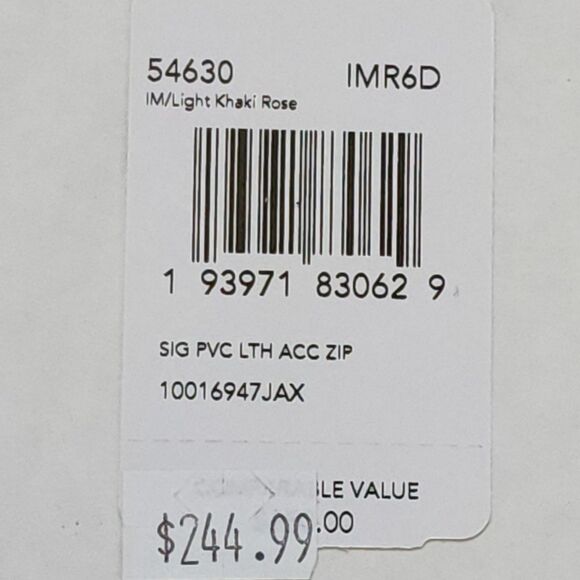 54630 IMR6D
IM/Light Khaki Rose
1 93971 83062 9
SIG PVC LTH ACC ZIP
10016947JAX
LE VALUE
.00
$244.99